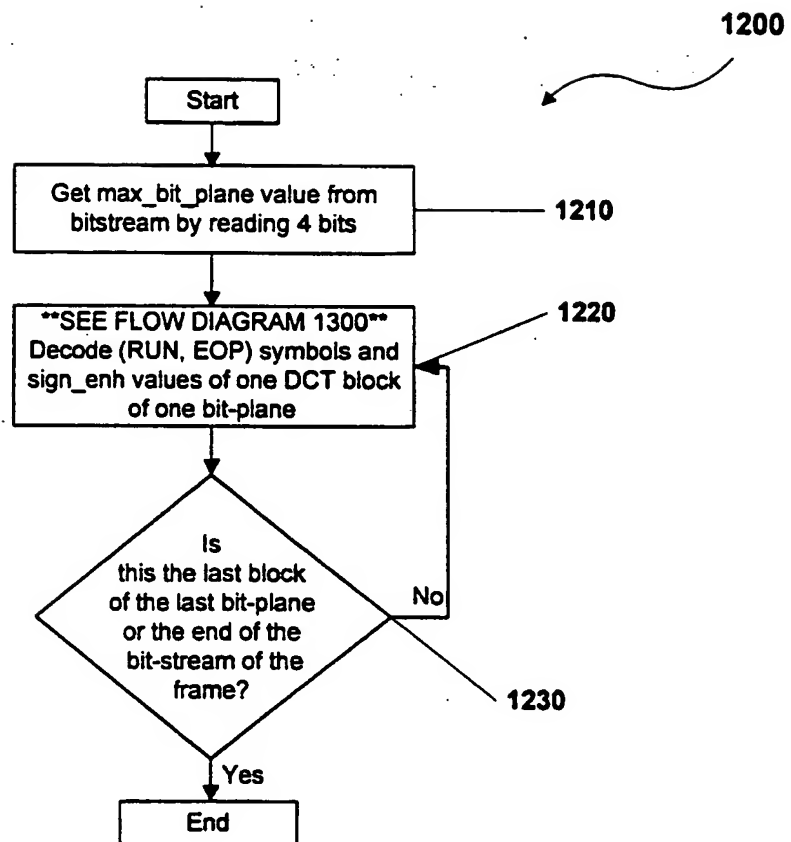 1200
Start
Get max_bit_plane value from
bitstream by reading 4 bits
1210
**SEE FLOW DIAGRAM 1300**
Decode (RUN, EOP) symbols and
sign_enh values of one DCT block
of one bit-plane
1220
Is
this the last block
of the last bit-plane
or the end of the
bit-stream of the
frame?
No
1230
Yes
End